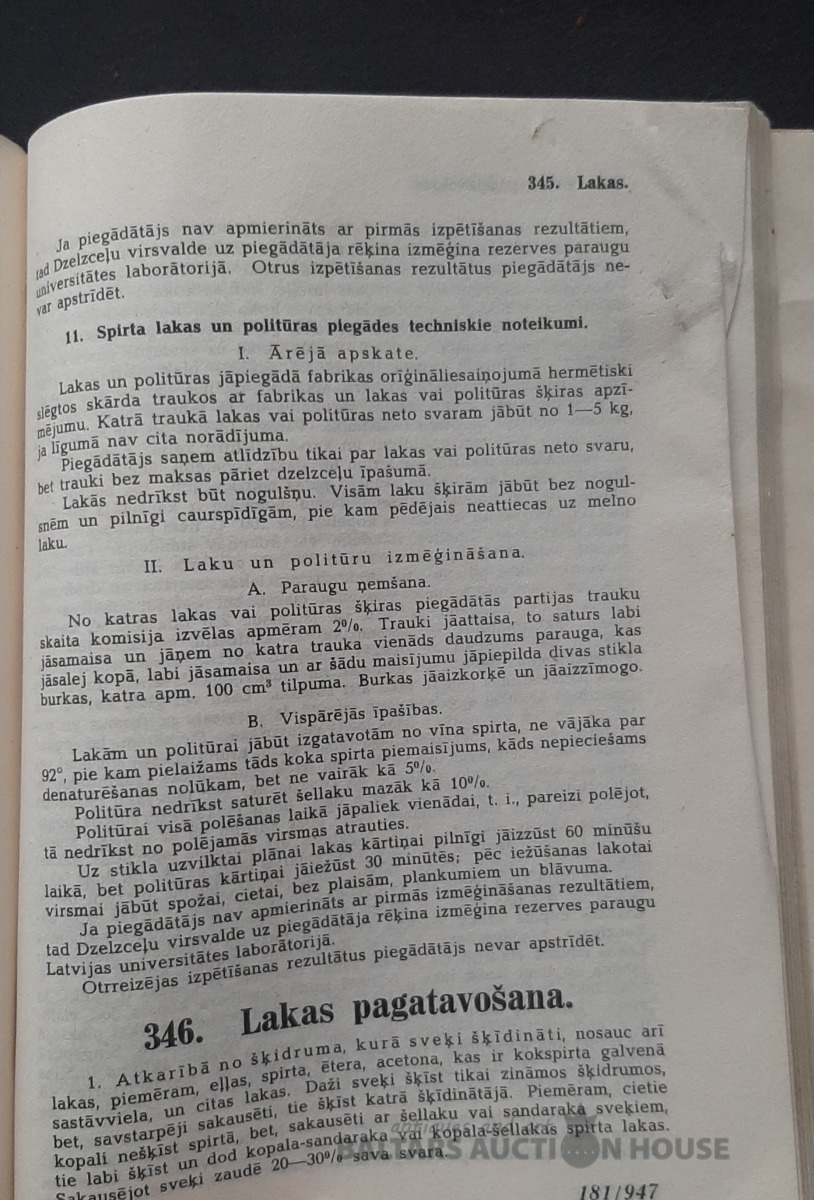 345. Lakas.
Ja piegādātājs nav apmierināts ar pirmās izpētīšanas rezultātiem,
tad Dzelzceļu virsvalde uz piegādātāja rēķina izmēģina rezerves paraugu
universitātes laborātorijā. Otrus izpētīšanas rezultātus piegādātājs ne-
var apstrīdēt.
11. Spirta lakas un politūras piegādes techniskie noteikumi.
I. Ārējā apskate.
Lakas un politūras jāpiegādā fabrikas orīģināliesaiņojumā hermētiski
slēgtos skārda traukos ar fabrikas un lakas vai politūras šķiras apzī-
mējumu. Katrā traukā lakas vai politūras neto svaram jābūt no 1—5 kg,
ja līgumā nav cita norādījuma.
Piegādātājs saņem atlīdzību tikai par lakas vai politūras neto svaru,
bet trauki bez maksas pāriet dzelzceļu īpašumā.
Lakās nedrīkst būt nogulšņu. Visām laku šķirām jābūt bez nogul-
snēm un pilnīgi caurspīdīgām, pie kam pēdējais neattiecas uz melno
laku.
II. Laku un politūru izmēģināšana.
A. Paraugu ņemšana.
No katras lakas vai politūras šķiras piegādātās partijas trauku
skaita komisija izvēlas apmēram 2%. Trauki jāattaisa, to saturs labi
jāsamaisa un jāņem no katra trauka vienāds daudzums parauga, kas
jāsalej kopā, labi jāsamaisa un ar šādu maisījumu jāpiepilda divas stikla
burkas, katra apm. 100 cm³ tilpuma. Burkas jāaizkorķē un jāaizzīmogo.
B. Vispārējās īpašības.
Lakām un politūrai jābūt izgatavotām no vīna spirta, ne vājāka par
92°, pie kam pielaižams tāds koka spirta piemaisījums, kāds nepieciešams
denaturēšanas nolūkam, bet ne vairāk kā 5%.
Politūra nedrīkst saturēt šellaku mazāk kā 10%.
Politūrai visā polēšanas laikā jāpaliek vienādai, t. i., pareizi polējot,
tā nedrīkst no polējamās virsmas atrauties.
Uz stikla uzvilktai plānai lakas kārtiņai pilnīgi jāizzūst 60 minūšu
laikā, bet politūras kārtiņai jāiežūst 30 minūtēs; pēc iežūšanas lakotai
virsmai jābūt spožai, cietai, bez plaisām, plankumiem un blāvuma.
Ja piegādātājs nav apmierināts ar pirmās izmēģināšanas rezultātiem,
tad Dzelzceļu virsvalde uz piegādātāja rēķina izmēģina rezerves paraugu
Latvijas universitātes laborātorijā.
Otrreizējas izpētīšanas rezultātus piegādātājs nevar apstrīdēt.
346. Lakas pagatavošana.
1. Atkarībā no šķidruma, kurā sveķi šķīdināti, nosauc arī
lakas, piemēram, eļļas, spirta, ētera, acetona, kas ir kokspirta galvenā
sastāvviela, un citas lakas. Daži sveķi šķīst tikai zināmos šķidrumos,
bet, savstarpēji sakausēti, tie šķīst katrā šķīdinātājā. Piemēram, cietie
kopali nešķīst spirtā, bet, sakausēti ar šellaku vai sandaraka sveķiem,
tie labi šķīst un dod kopala-sandaraka vai kopala-šellakas spirta lakas.
Sakausējot sveķi zaudē 20—30% sava svara.
BALTARS AUCTION HOUSE
181/947